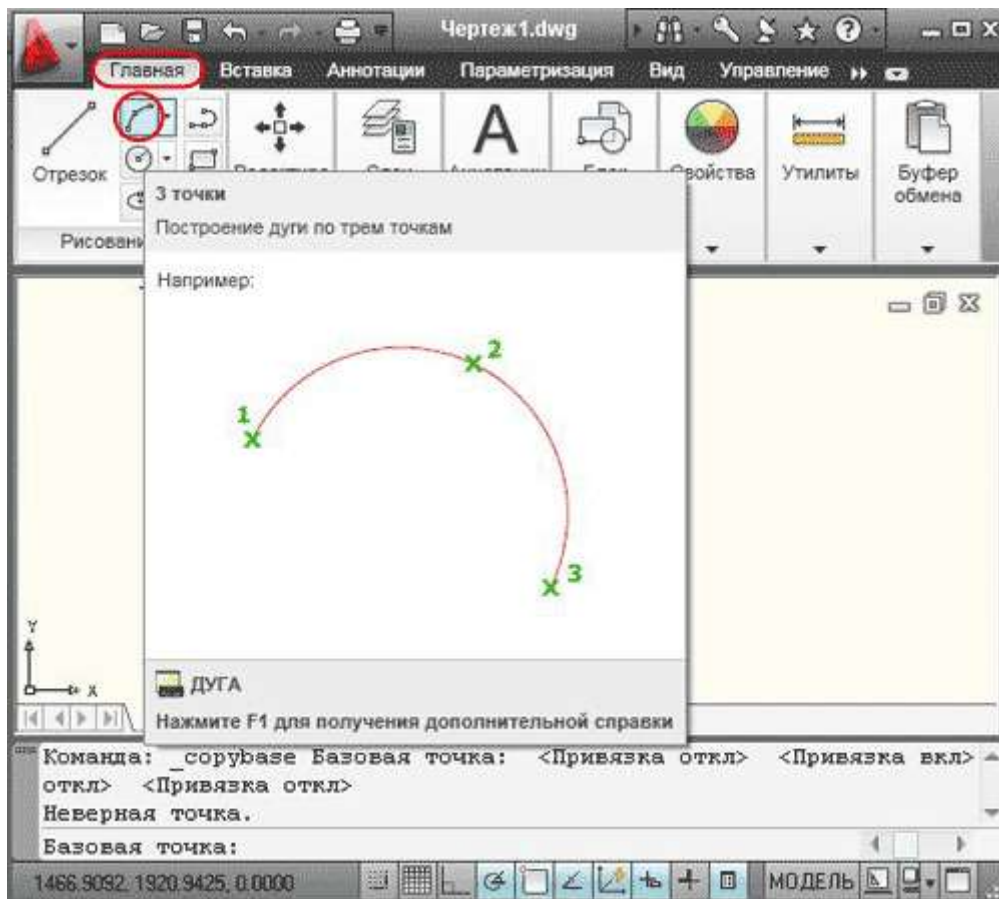 Чертеж1.dwg
Главная Вставка Аннотации Параметризация Вид Управление
Отрезок
Свойства
Утилиты
Буфер обмена
3 точки
Построение дуги по трем точкам
Например:
1
2
3
Y
X
ДУГА
Нажмите F1 для получения дополнительной справки
Команда: _copybase Базовая точка: <Привязка откл> <Привязка вкл>
откл> <Привязка откл>
Неверная точка.
Базовая точка:
1466.9092, 1920.9425, 0.0000 МОДЕЛЬ